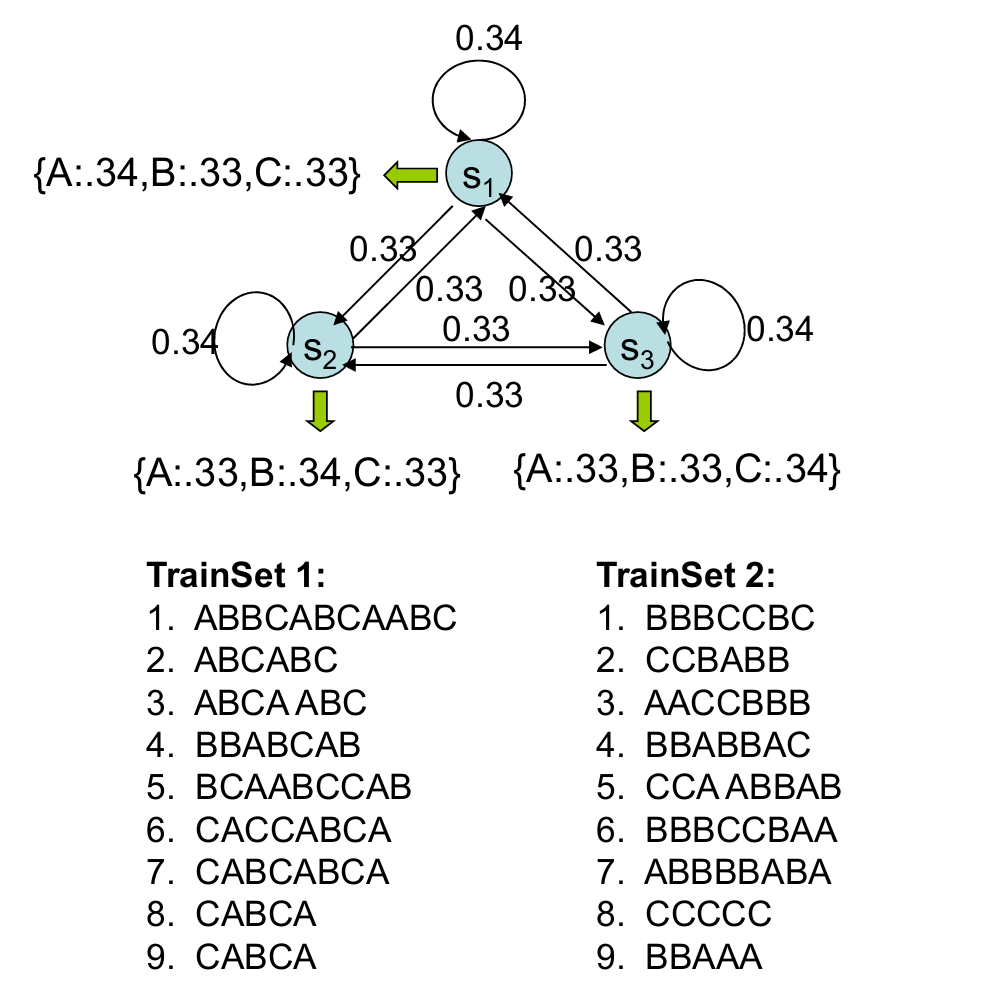 0.34
{A:.34,B:.33,C:.33}
s1
0.33
0.33
0.33
0.33
0.33
0.34
0.34
s2
s3
0.33
{A:.33,B:.34,C:.33}
{A:.33,B:.33,C:.34}
TrainSet 1:
1. ABBCABCAABC
2. ABCABC
3. ABCA ABC
4. BBABCAB
5. BCAABCCAB
6. CACCABCA
7. CABCABCA
8. CABCA
9. CABCA
TrainSet 2:
1. BBBCCBC
2. CCBABB
3. AACCBBB
4. BBABBAC
5. CCA ABBAB
6. BBBCCBAA
7. ABBBBABA
8. CCCCC
9. BBAAA